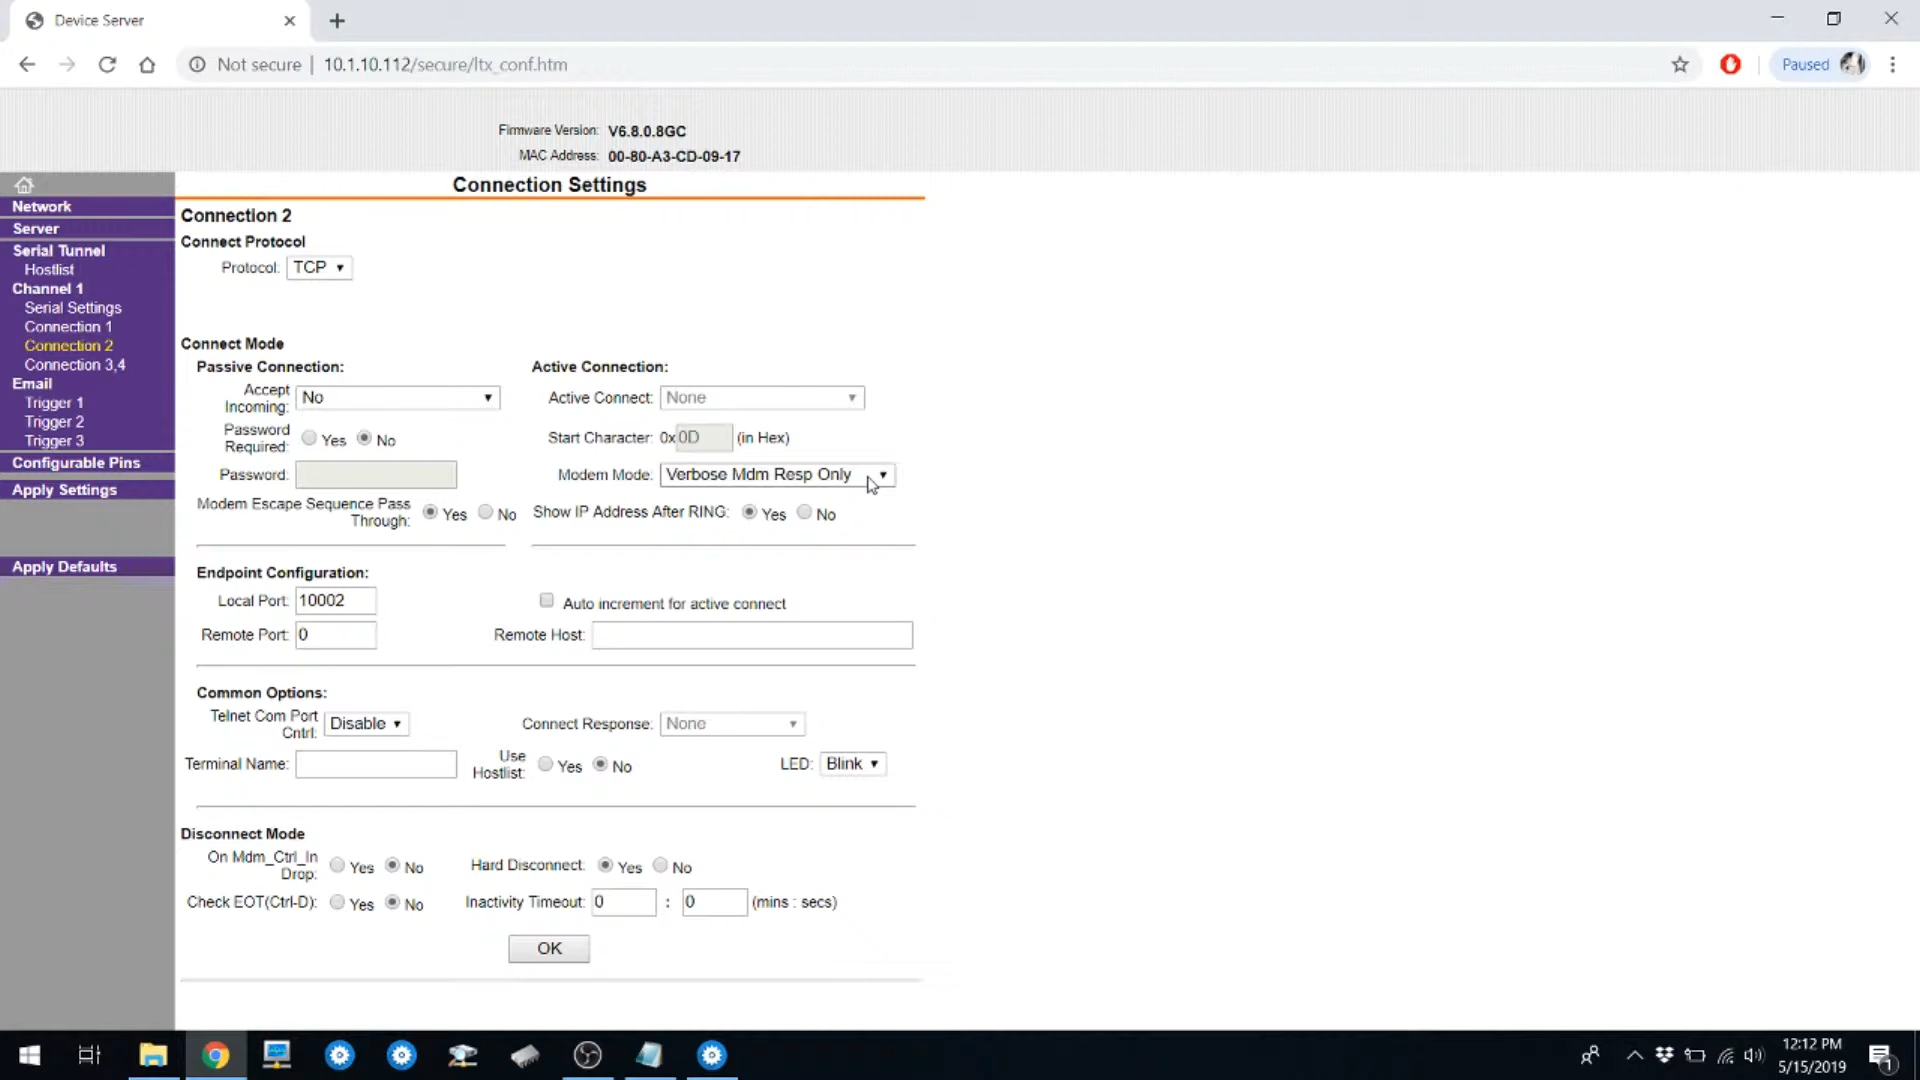 Device Server
Not secure | 10.1.10.112/secure/ltx_conf.htm
Paused
Firmware Version: V6.8.0.8GC
MAC Address: 00-80-A3-CD-09-17
Network
Server
Serial Tunnel
Hostlist
Channel 1
Serial Settings
Connection 1
Connection 2
Connection 3,4
Email
Trigger 1
Trigger 2
Trigger 3
Configurable Pins
Apply Settings
Apply Defaults
Connection Settings
Connection 2
Connect Protocol
Protocol: TCP
Connect Mode
Passive Connection: Active Connection:
Accept Incoming: No Active Connect: None
Password Required: Yes No Start Character: 0x0D (in Hex)
Password: Modem Mode: Verbose Mdm Resp Only
Modem Escape Sequence Pass Through: Yes No Show IP Address After RING: Yes No
Endpoint Configuration:
Local Port: 10002 Auto increment for active connect
Remote Port: 0 Remote Host:
Common Options:
Telnet Com Port Cntrl: Disable Connect Response: None
Terminal Name: Use Hostlist: Yes No LED: Blink
Disconnect Mode
On Mdm_Ctrl_In Drop: Yes No Hard Disconnect: Yes No
Check EOT(Ctrl-D): Yes No Inactivity Timeout: 0 : 0 (mins : secs)
OK
12:12 PM
5/15/2019
1